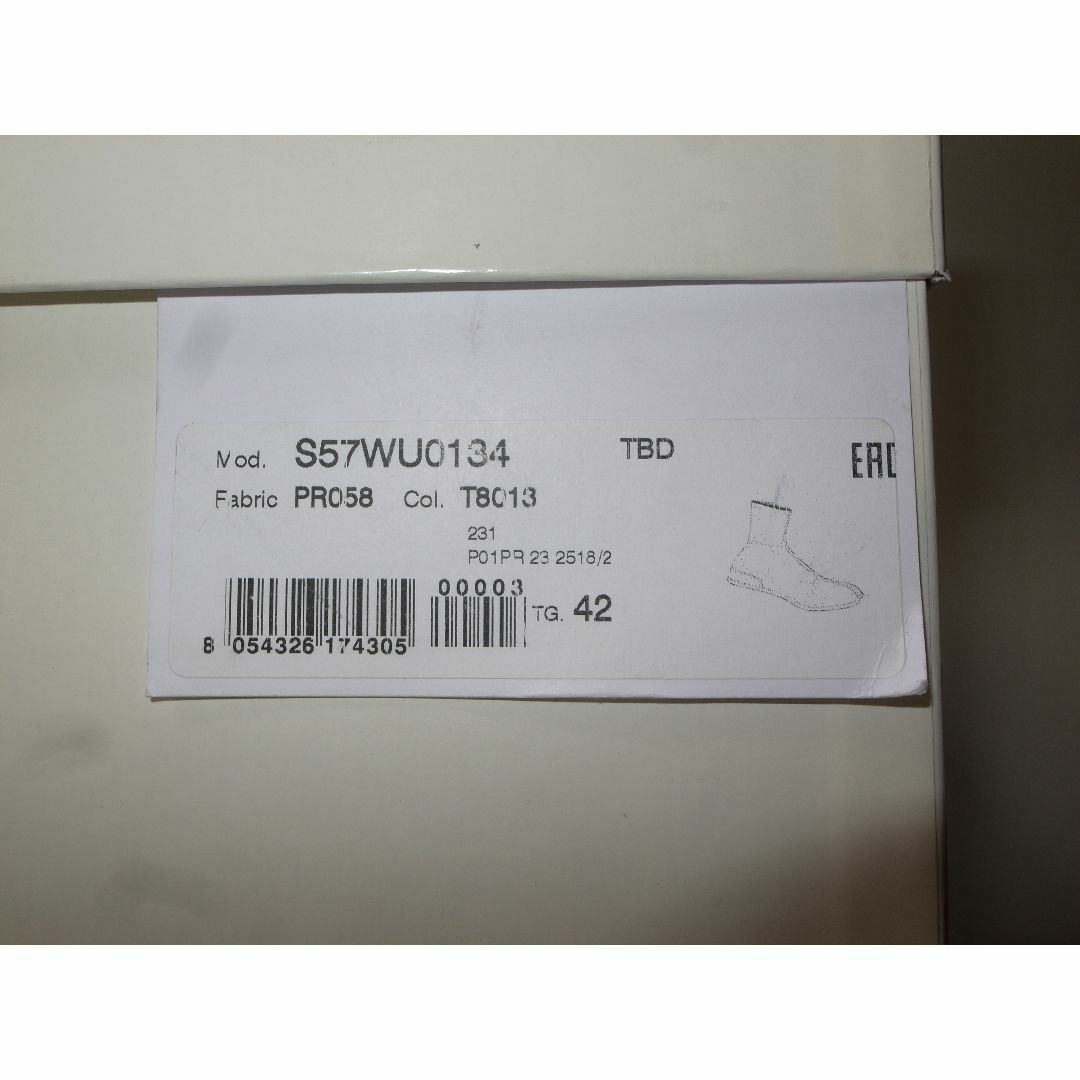 Mod. S57WU0134 TBD EAC
Fabric PR058 Col. T8013
231
P01PR 23 2518/2
00003
TG. 42
8 054326 174305